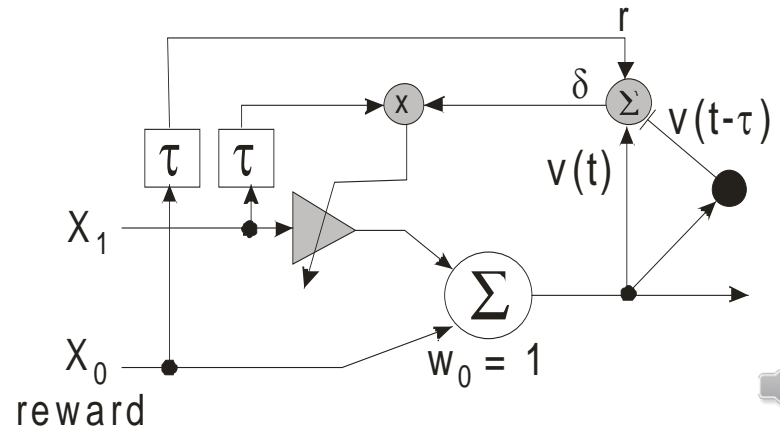 r
x
δ
Σ
v(t-τ)
τ
τ
v(t)
X₁
Σ
X₀
w₀ = 1
reward